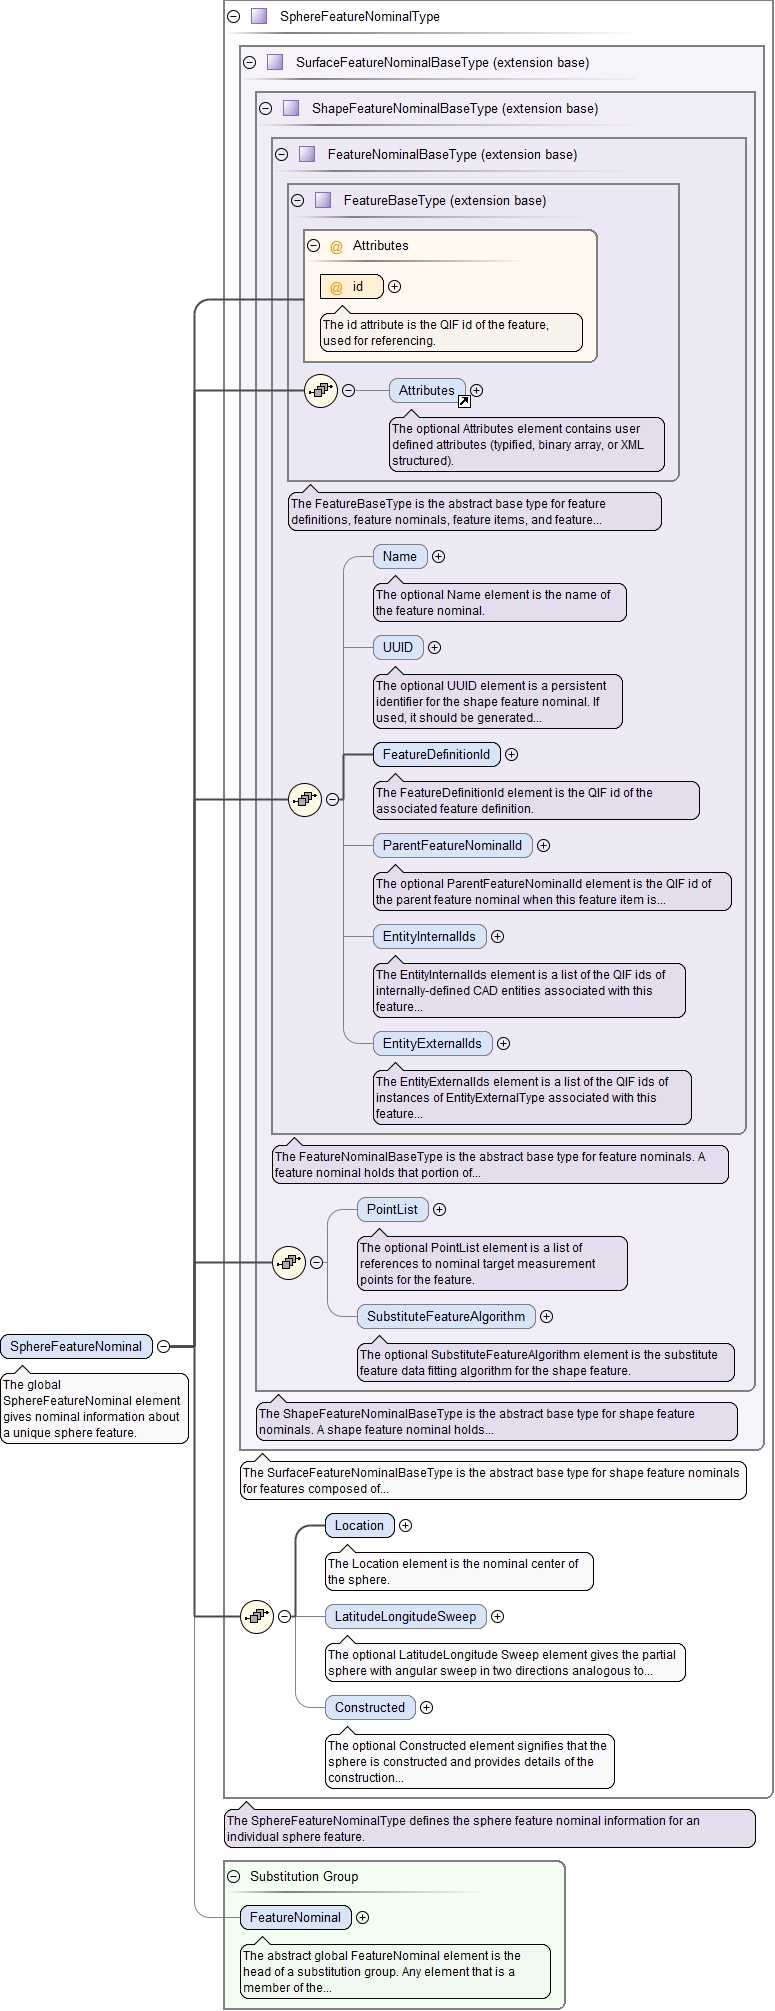 SphereFeatureNominalType
SurfaceFeatureNominalBaseType (extension base)
ShapeFeatureNominalBaseType (extension base)
FeatureNominalBaseType (extension base)
FeatureBaseType (extension base)
@ Attributes
@ id
The id attribute is the QIF id of the feature,
used for referencing.
Attributes
The optional Attributes element contains user
defined attributes (typified, binary array, or XML
structured).
The FeatureBaseType is the abstract base type for feature
definitions, feature nominals, feature items, and feature...
Name
The optional Name element is the name of
the feature nominal.
UUID
The optional UUID element is a persistent
identifier for the shape feature nominal. If
used, it should be generated...
FeatureDefinitionId
The FeatureDefinitionId element is the QIF id of the
associated feature definition.
ParentFeatureNominalId
The optional ParentFeatureNominalId element is the QIF id of
the parent feature nominal when this feature item is...
EntityInternalIds
The EntityInternalIds element is a list of the QIF ids of
internally-defined CAD entities associated with this
feature...
EntityExternalIds
The EntityExternalIds element is a list of the QIF ids of
instances of EntityExternalType associated with this
feature...
The FeatureNominalBaseType is the abstract base type for feature nominals. A
feature nominal holds that portion of...
PointList
The optional PointList element is a list of
references to nominal target measurement
points for the feature.
SubstituteFeatureAlgorithm
The optional SubstituteFeatureAlgorithm element is the substitute
feature data fitting algorithm for the shape feature.
SphereFeatureNominal
The global
SphereFeatureNominal element
gives nominal information about
a unique sphere feature.
The ShapeFeatureNominalBaseType is the abstract base type for shape feature
nominals. A shape feature nominal holds...
The SurfaceFeatureNominalBaseType is the abstract base type for shape feature nominals
for features composed of...
Location
The Location element is the nominal center of
the sphere.
LatitudeLongitudeSweep
The optional LatitudeLongitude Sweep element gives the partial
sphere with angular sweep in two directions analogous to...
Constructed
The optional Constructed element signifies that the
sphere is constructed and provides details of the
construction...
The SphereFeatureNominalType defines the sphere feature nominal information for an
individual sphere feature.
Substitution Group
FeatureNominal
The abstract global FeatureNominal element is the
head of a substitution group. Any element that is a
member of the...